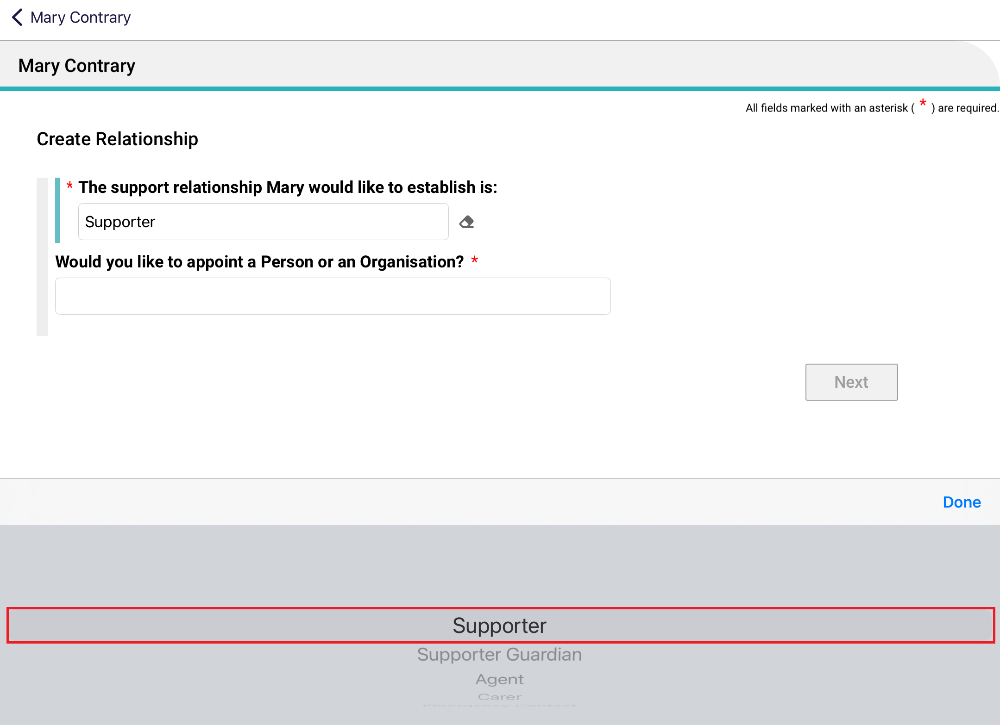 Mary Contrary
Mary Contrary
All fields marked with an asterisk ( * ) are required.
Create Relationship
* The support relationship Mary would like to establish is:
Supporter
Would you like to appoint a Person or an Organisation? *
Next
Done
Supporter
Supporter Guardian
Agent
Carer
Emergency Contact